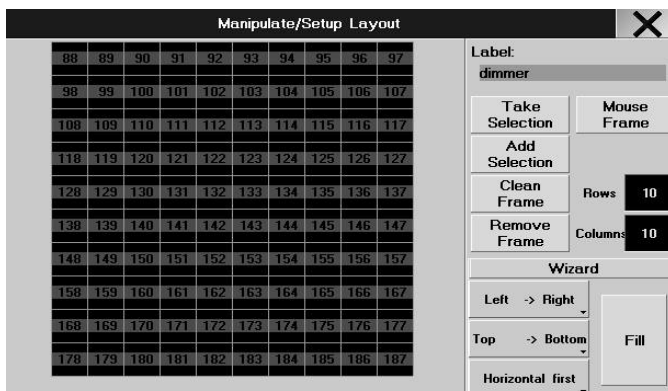 Manipulate/Setup Layout
88 89 90 91 92 93 94 95 96 97
98 99 100 101 102 103 104 105 106 107
108 109 110 111 112 113 114 115 116 117
118 119 120 121 122 123 124 125 126 127
128 129 130 131 132 133 134 135 136 137
138 139 140 141 142 143 144 145 146 147
148 149 150 151 152 153 154 155 156 157
158 159 160 161 162 163 164 165 166 167
168 169 170 171 172 173 174 175 176 177
178 179 180 181 182 183 184 185 186 187
Label:
dimmer
Take
Selection
Mouse
Frame
Add
Selection
Clean
Frame
Rows 10
Remove
Frame
Columns 10
Wizard
Left -> Right
Top -> Bottom
Fill
Horizontal first